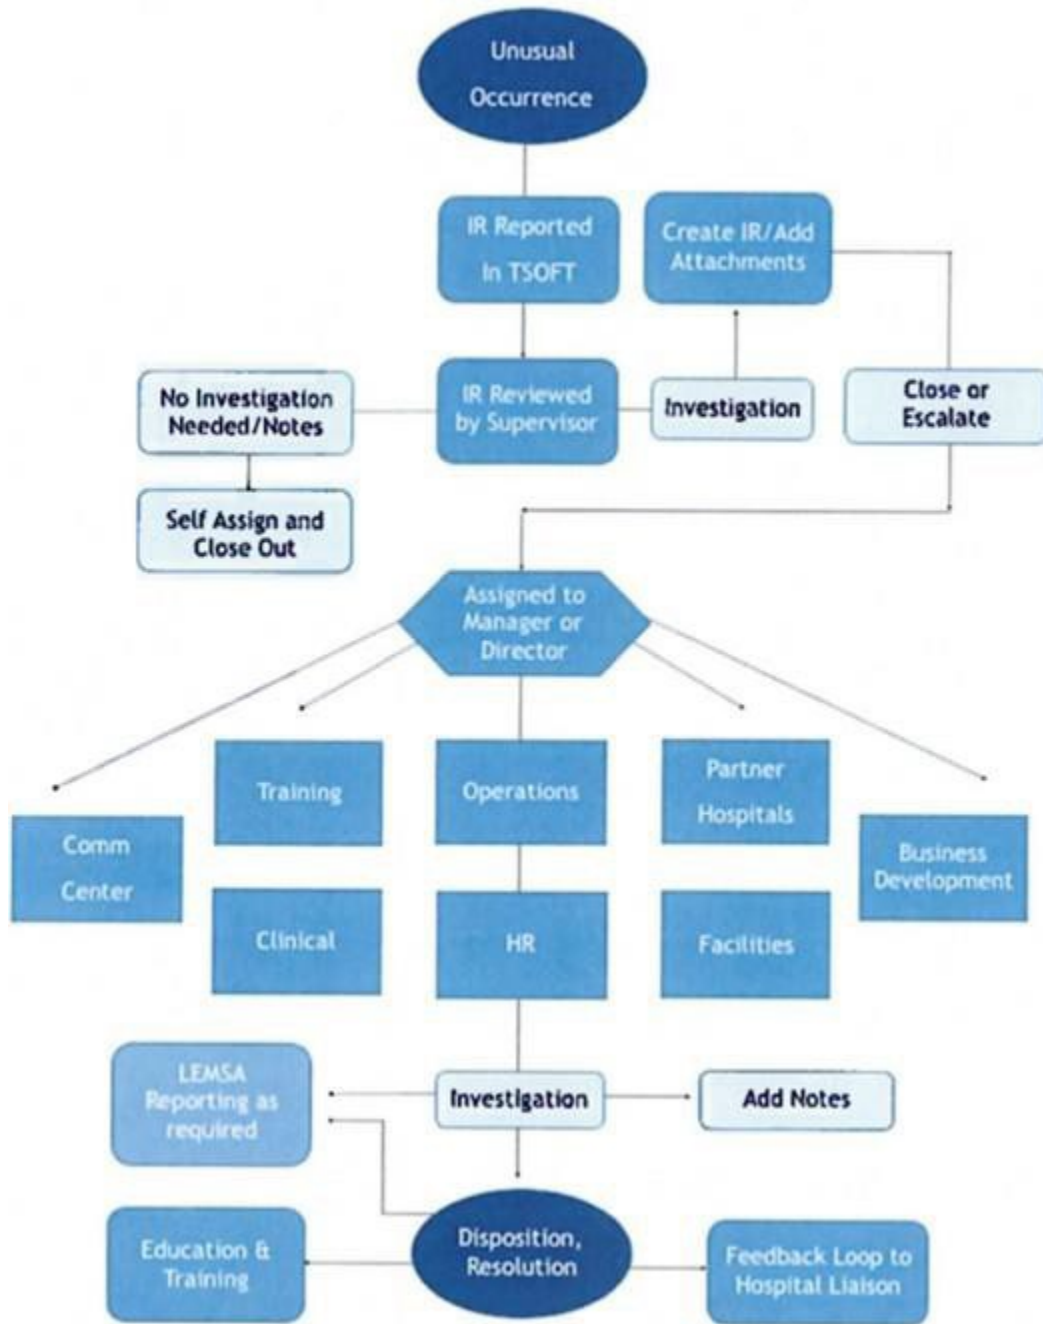 Unusual
Occurrence
IR Reported
In TSOFT
Create IR/Add
Attachments
No Investigation
Needed/Notes
IR Reviewed
by Supervisor
Investigation
Close or
Escalate
Self Assign and
Close Out
Assigned to
Manager or
Director
Comm
Center
Training
Operations
Partner
Hospitals
Business
Development
Clinical
HR
Facilities
LEMSA
Reporting as
required
Investigation
Add Notes
Education &
Training
Disposition,
Resolution
Feedback Loop to
Hospital Liaison